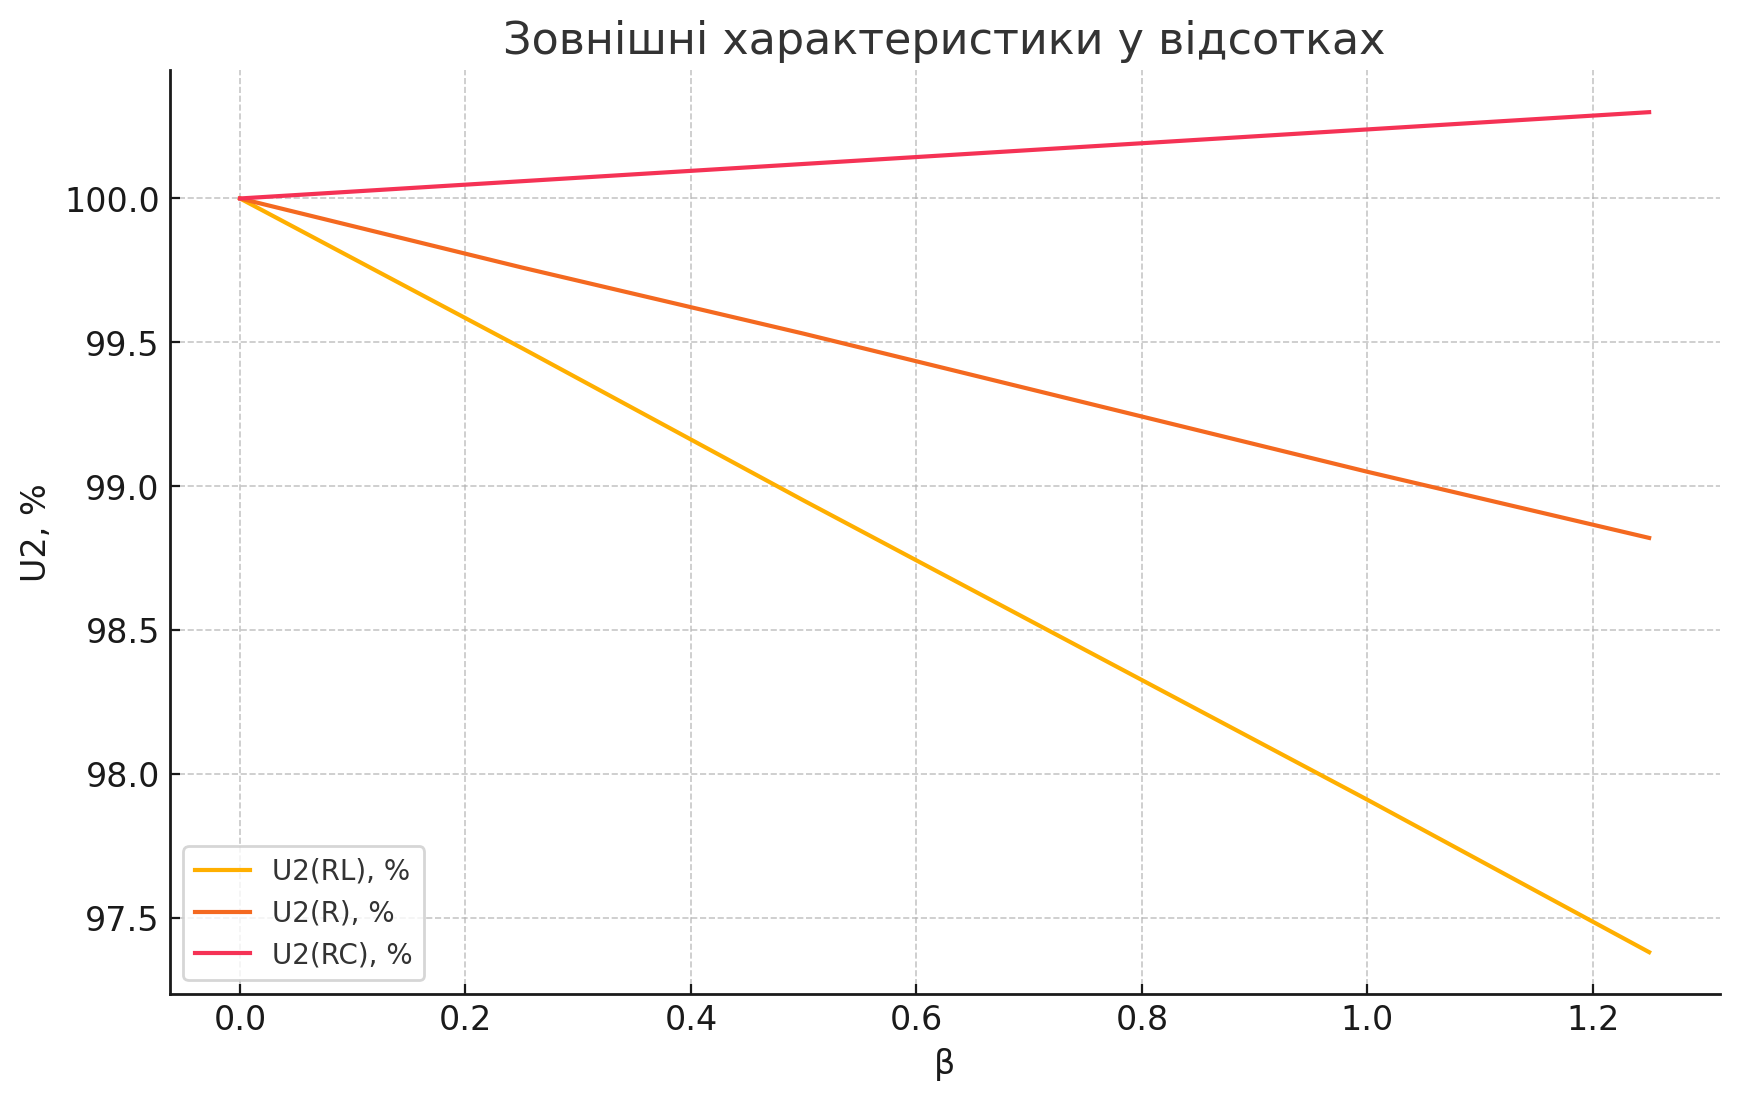 Зовнішні характеристики у відсотках
U2, %
100.0
99.5
99.0
98.5
98.0
97.5
U2(RL), %
U2(R), %
U2(RC), %
0.0 0.2 0.4 0.6 0.8 1.0 1.2
β